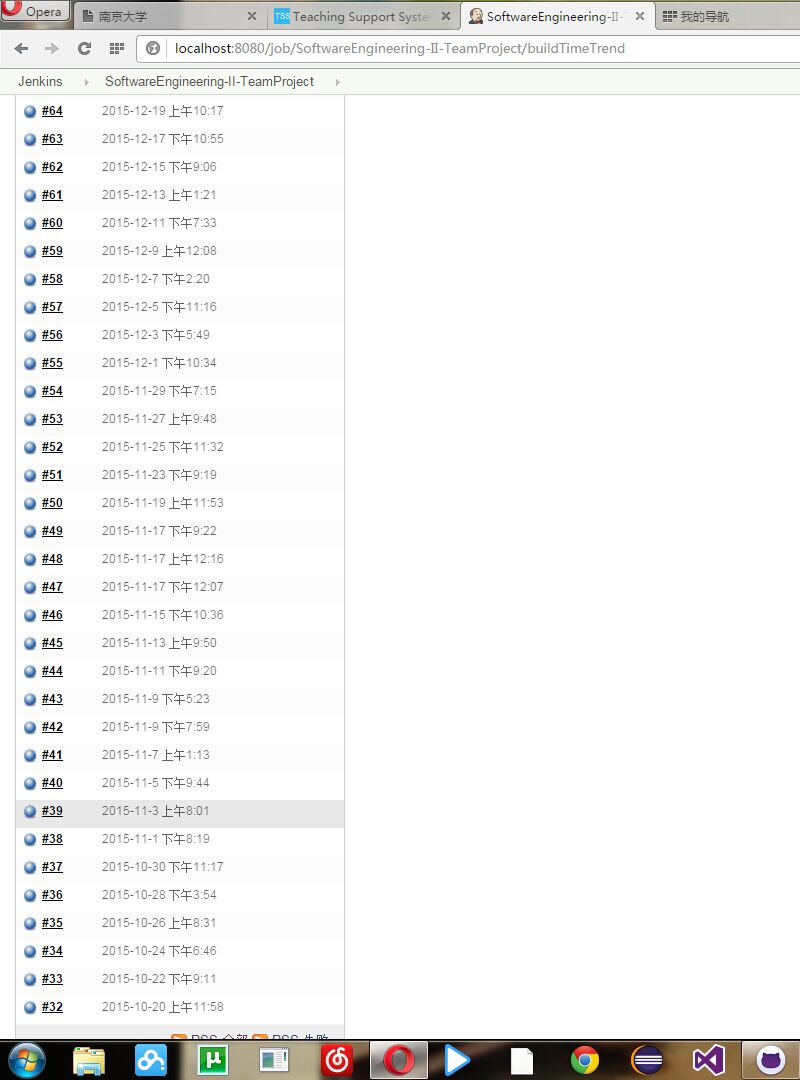 Opera
南京大学
Teaching Support Syste
SoftwareEngineering-II-T
我的导航
localhost:8080/job/SoftwareEngineering-II-TeamProject/buildTimeTrend
Jenkins
SoftwareEngineering-II-TeamProject
#64 2015-12-19 上午10:17
#63 2015-12-17 下午10:55
#62 2015-12-15 下午9:06
#61 2015-12-13 上午1:21
#60 2015-12-11 下午7:33
#59 2015-12-9 上午12:08
#58 2015-12-7 下午2:20
#57 2015-12-5 下午11:16
#56 2015-12-3 下午5:49
#55 2015-12-1 下午10:34
#54 2015-11-29 下午7:15
#53 2015-11-27 上午9:48
#52 2015-11-25 下午11:32
#51 2015-11-23 下午9:19
#50 2015-11-19 上午11:53
#49 2015-11-17 下午9:22
#48 2015-11-17 上午12:16
#47 2015-11-17 下午12:07
#46 2015-11-15 下午10:36
#45 2015-11-13 上午9:50
#44 2015-11-11 下午9:20
#43 2015-11-9 下午5:23
#42 2015-11-9 下午7:59
#41 2015-11-7 上午1:13
#40 2015-11-5 下午9:44
#39 2015-11-3 上午8:01
#38 2015-11-1 下午8:19
#37 2015-10-30 下午11:17
#36 2015-10-28 下午3:54
#35 2015-10-26 上午8:31
#34 2015-10-24 下午6:46
#33 2015-10-22 下午9:11
#32 2015-10-20 上午11:58
RSS 全部 RSS 失败